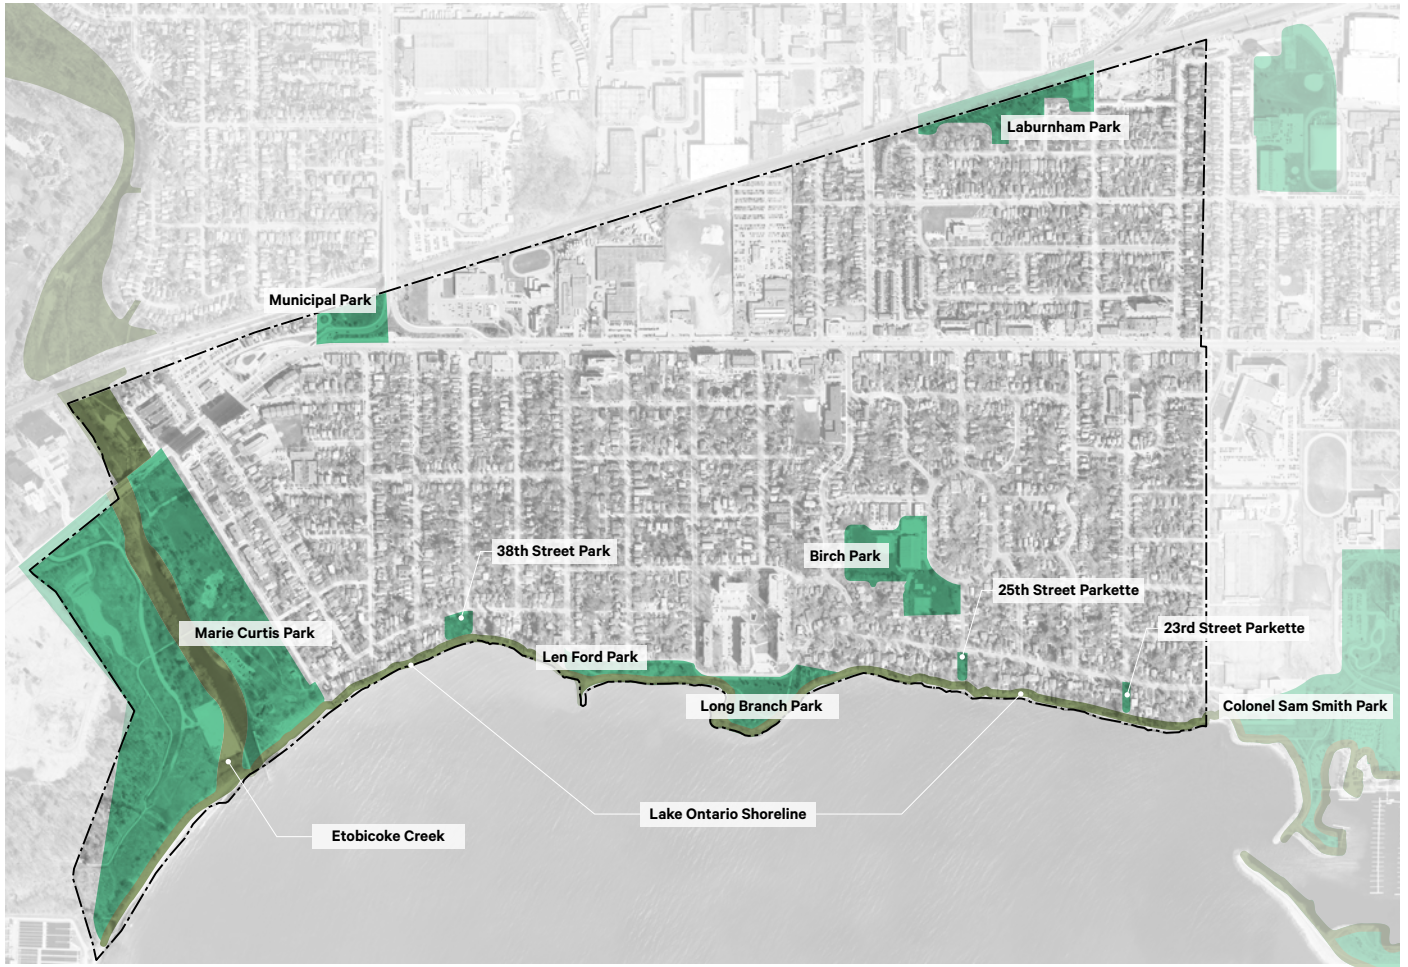 Laburnham Park
Municipal Park
38th Street Park
Birch Park
25th Street Parkette
Marie Curtis Park
23rd Street Parkette
Len Ford Park
Long Branch Park
Colonel Sam Smith Park
Lake Ontario Shoreline
Etobicoke Creek